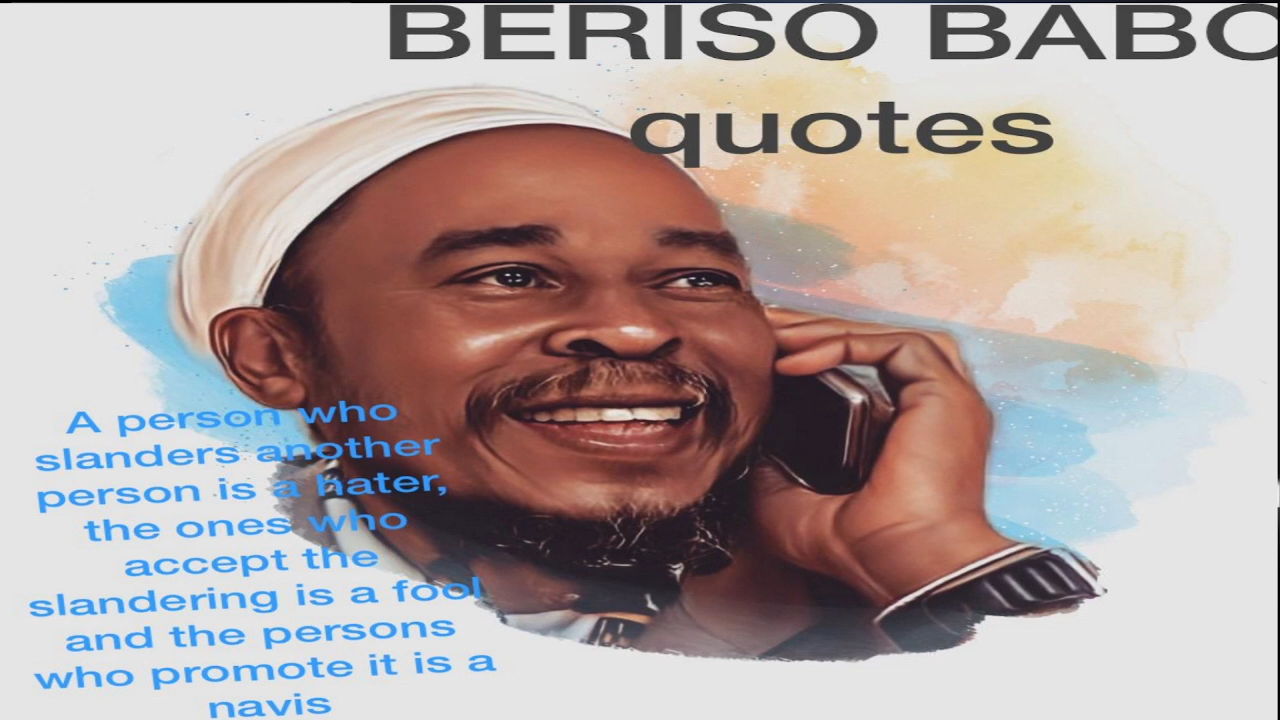 BERISO BABO
quotes
A person who
slanders another
person is a hater,
the ones who
accept the
slandering is a fool
and the persons
who promote it is a
navis